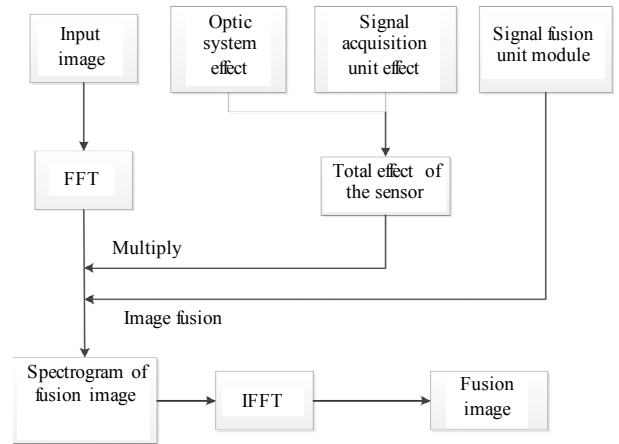 Input
image
Optic
system
effect
Signal
acquisition
unit effect
Signal fusion
unit module
FFT
Total effect of
the sensor
Multiply
Image fusion
Spectrogram of
fusion image
IFFT
Fusion
image